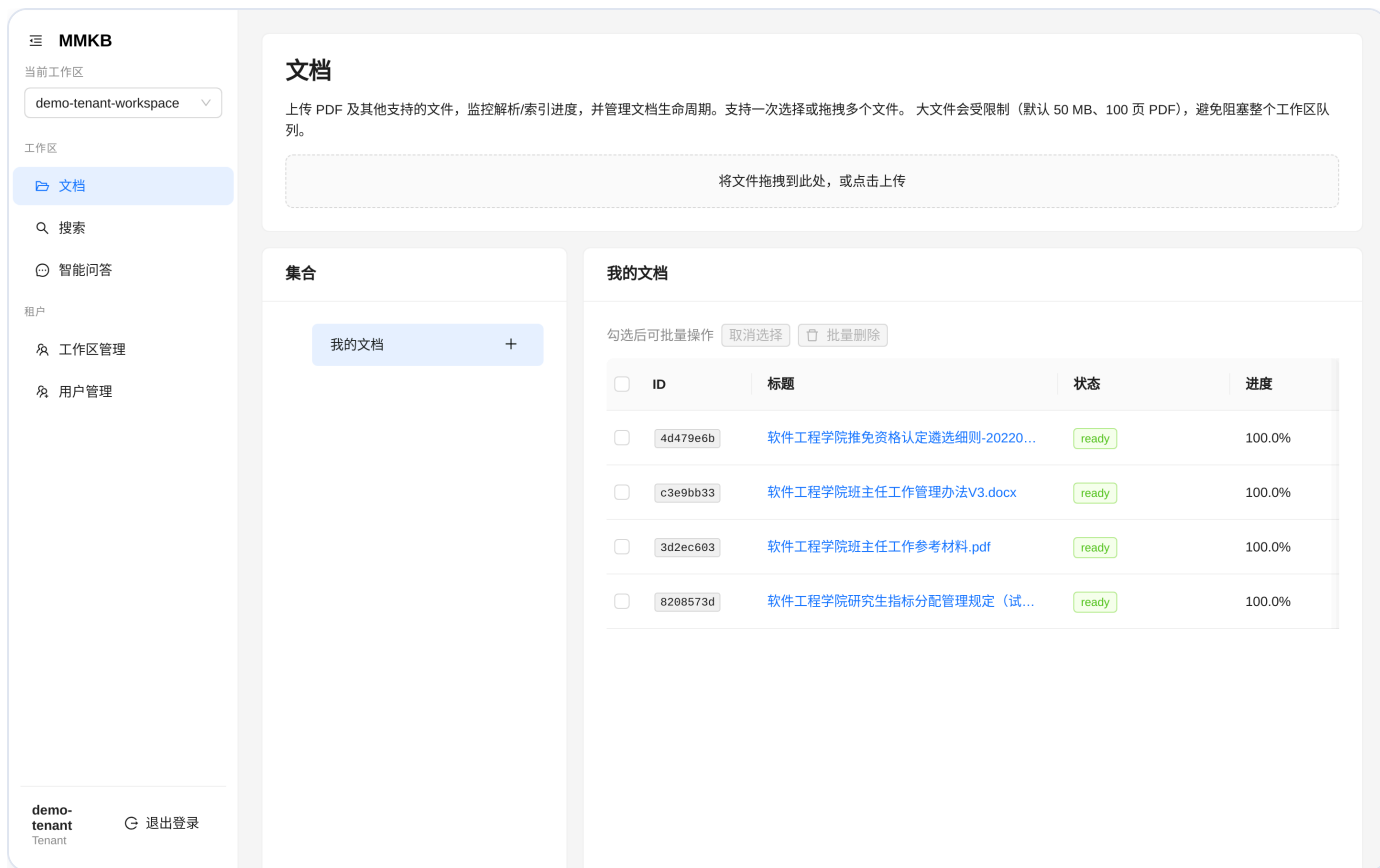 MMKB
当前工作区
demo-tenant-workspace
工作区
文档
搜索
智能问答
租户
工作区管理
用户管理
demo-
tenant
Tenant
退出登录
文档
上传 PDF 及其他支持的文件，监控解析/索引进度，并管理文档生命周期。支持一次选择或拖拽多个文件。 大文件会受限制（默认 50 MB、100 页 PDF），避免阻塞整个工作区队
列。
将文件拖拽到此处，或点击上传
集合
我的文档
我的文档
勾选后可批量操作 取消选择 批量删除
ID 标题 状态 进度
4d479e6b 软件工程学院推免资格认定遴选细则-20220... ready 100.0%
c3e9bb33 软件工程学院班主任工作管理办法V3.docx ready 100.0%
3d2ec603 软件工程学院班主任工作参考材料.pdf ready 100.0%
8208573d 软件工程学院研究生指标分配管理规定（试... ready 100.0%